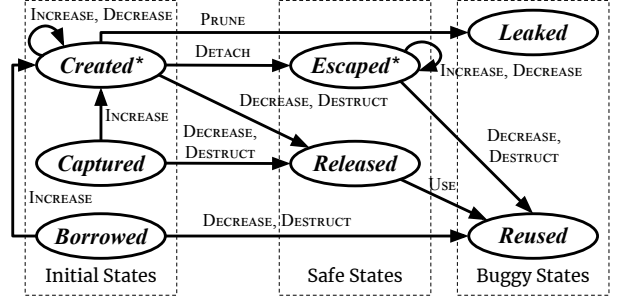 INCREASE, DECREASE
PRUNE
Leaked
Created*
DETACH
Escaped*
INCREASE, DECREASE
DECREASE, DESTRUCT
INCREASE
DECREASE,
DESTRUCT
DECREASE,
DESTRUCT
Captured
Released
USE
INCREASE
DECREASE, DESTRUCT
Borrowed
Reused
Initial States
Safe States
Buggy States